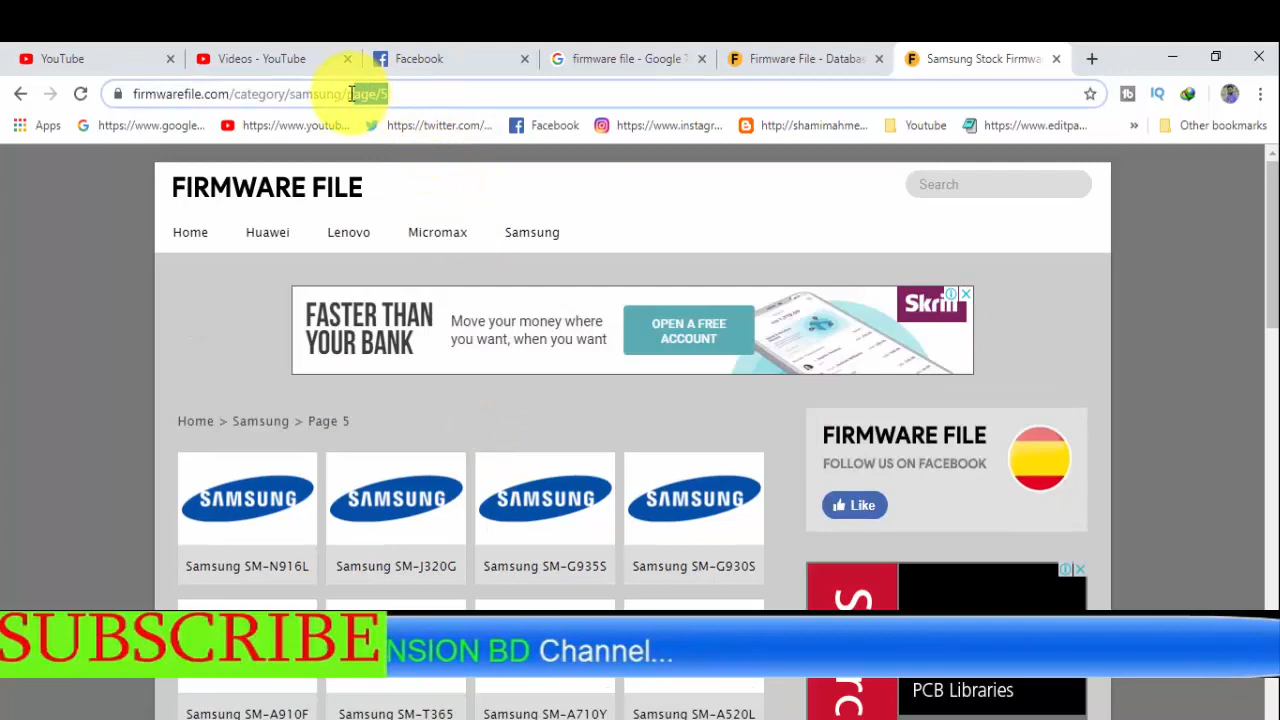 YouTube
Videos - YouTube
Facebook
firmware file - Google
Firmware File - Databa
Samsung Stock Firmw
firmwarefile.com/category/samsung/page/5
Apps
https://www.google...
https://www.youtub...
https://twitter.com/...
Facebook
https://www.instagr...
http://shamimahme...
Youtube
https://www.editpa...
Other bookmarks
FIRMWARE FILE
Search
Home
Huawei
Lenovo
Micromax
Samsung
FASTER THAN
YOUR BANK
Move your money where
you want, when you want
OPEN A FREE
ACCOUNT
Skrill
Home > Samsung > Page 5
FIRMWARE FILE
FOLLOW US ON FACEBOOK
Like
SAMSUNG
SAMSUNG
SAMSUNG
SAMSUNG
Samsung SM-N916L
Samsung SM-J320G
Samsung SM-G935S
Samsung SM-G930S
SUBSCRIBE
NSION BD Channel...
PCB Libraries
Samsung SM-A910F
Samsung SM-T365
Samsung SM-A710Y
Samsung SM-A520L